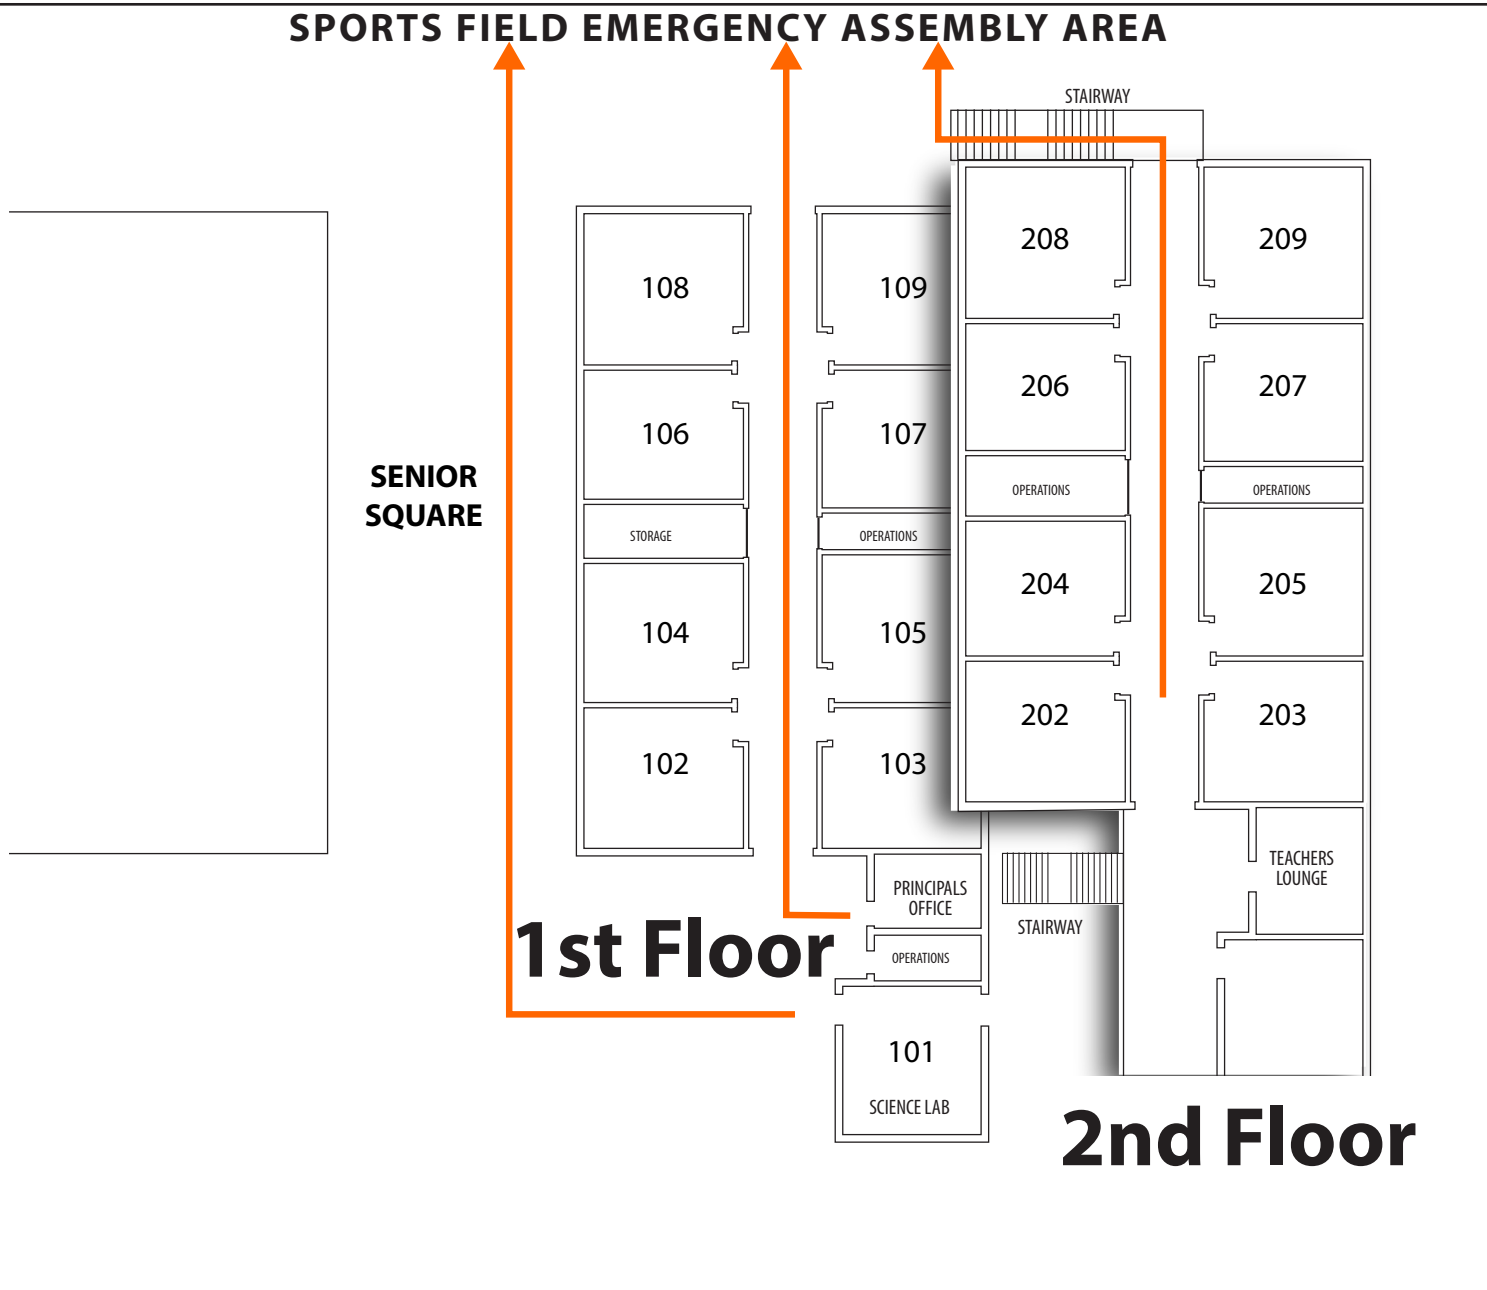 SPORTS FIELD EMERGENCY ASSEMBLY AREA
STAIRWAY
208
209
108
109
206
207
106
107
SENIOR
SQUARE
OPERATIONS
OPERATIONS
STORAGE
OPERATIONS
204
205
104
105
202
203
102
103
TEACHERS
LOUNGE
PRINCIPALS
OFFICE
STAIRWAY
1st Floor
OPERATIONS
101
SCIENCE LAB
2nd Floor